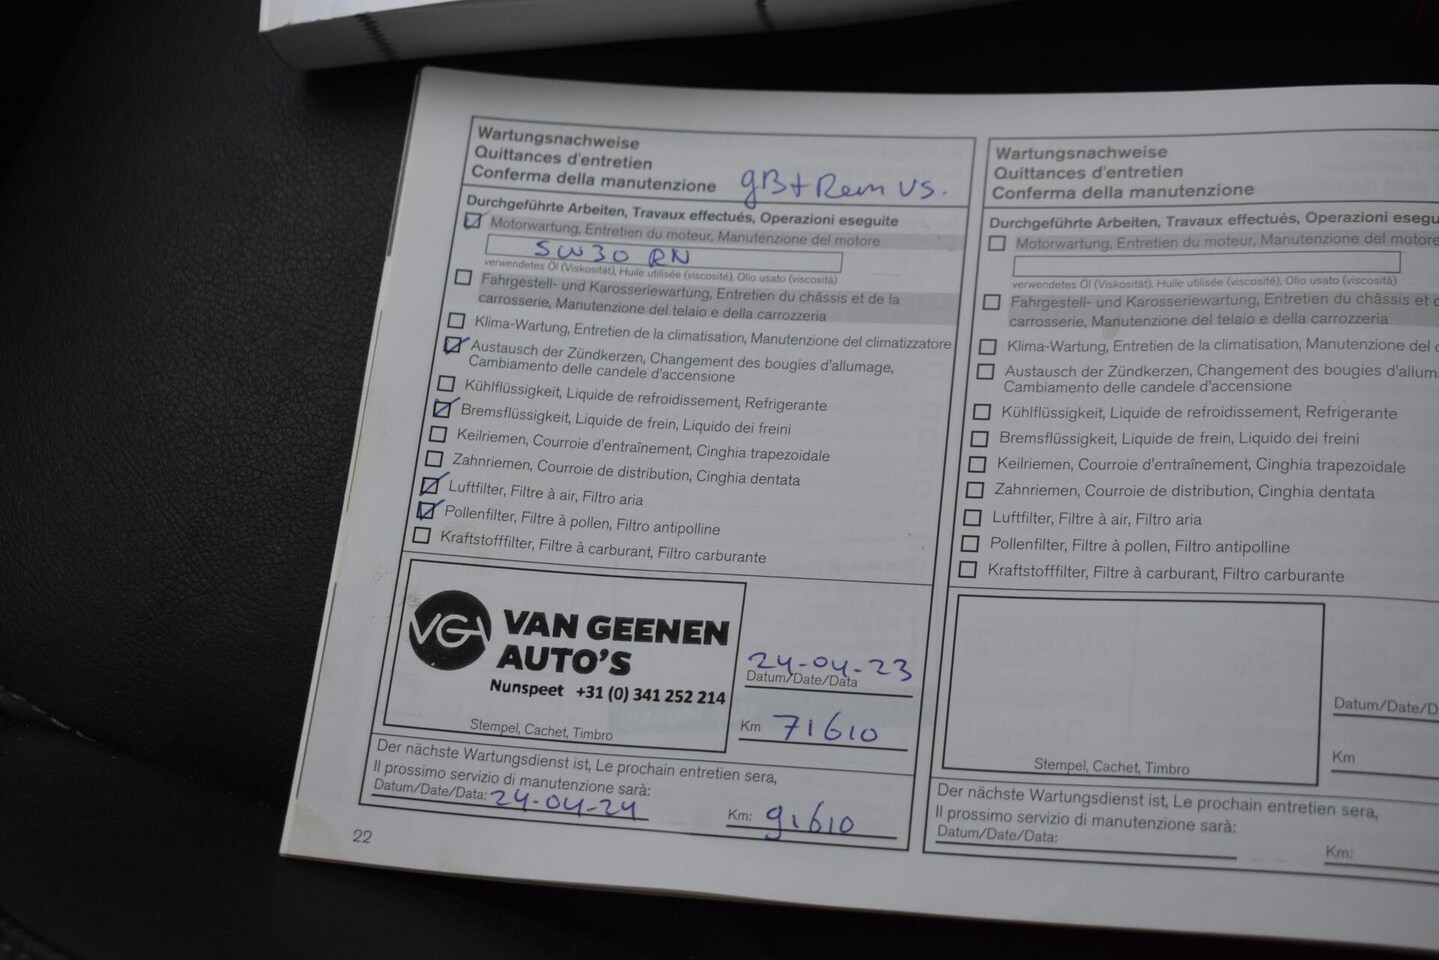 Wartungsnachweise
Quittances d'entretien
Conferma della manutenzione gB+Rem vs.
Durchgeführte Arbeiten, Travaux effectués, Operazioni eseguite
Motorwartung, Entretien du moteur, Manutenzione del motore
5W30 RN
verwendetes Öl (Viskosität), Huile utilisée (viscosité), Olio usato (viscosità)
Fahrgestell- und Karosseriewartung, Entretien du châssis et de la
carrosserie, Manutenzione del telaio e della carrozzeria
Klima-Wartung, Entretien de la climatisation, Manutenzione del climatizzatore
Austausch der Zündkerzen, Changement des bougies d'allumage,
Cambiamento delle candele d'accensione
Kühlflüssigkeit, Liquide de refroidissement, Refrigerante
Bremsflüssigkeit, Liquide de frein, Liquido dei freini
Keilriemen, Courroie d'entraînement, Cinghia trapezoidale
Zahnriemen, Courroie de distribution, Cinghia dentata
Luftfilter, Filtre à air, Filtro aria
Pollenfilter, Filtre à pollen, Filtro antipolline
Kraftstofffilter, Filtre à carburant, Filtro carburante
VGA
VAN GEENEN
AUTO'S
Nunspeet +31 (0) 341 252 214
Stempel, Cachet, Timbro
24-04-23
Datum/Date/Data
Km 71610
Der nächste Wartungsdienst ist, Le prochain entretien sera,
Il prossimo servizio di manutenzione sarà:
Datum/Date/Data: 24-04-24 Km: 91610
22
Wartungsnachweise
Quittances d'entretien
Conferma della manutenzione
Durchgeführte Arbeiten, Travaux effectués, Operazioni esegu
Motorwartung, Entretien du moteur, Manutenzione del motore
verwendetes Öl (Viskosität), Huile utilisée (viscosité), Olio usato (viscosità)
Fahrgestell- und Karosseriewartung, Entretien du châssis et d
carrosserie, Manutenzione del telaio e della carrozzeria
Klima-Wartung, Entretien de la climatisation, Manutenzione del
Austausch der Zündkerzen, Changement des bougies d'allum
Cambiamento delle candele d'accensione
Kühlflüssigkeit, Liquide de refroidissement, Refrigerante
Bremsflüssigkeit, Liquide de frein, Liquido dei freini
Keilriemen, Courroie d'entraînement, Cinghia trapezoidale
Zahnriemen, Courroie de distribution, Cinghia dentata
Luftfilter, Filtre à air, Filtro aria
Pollenfilter, Filtre à pollen, Filtro antipolline
Kraftstofffilter, Filtre à carburant, Filtro carburante
Stempel, Cachet, Timbro
Datum/Date/D
Km
Der nächste Wartungsdienst ist, Le prochain entretien sera,
Il prossimo servizio di manutenzione sarà:
Datum/Date/Data: Km: